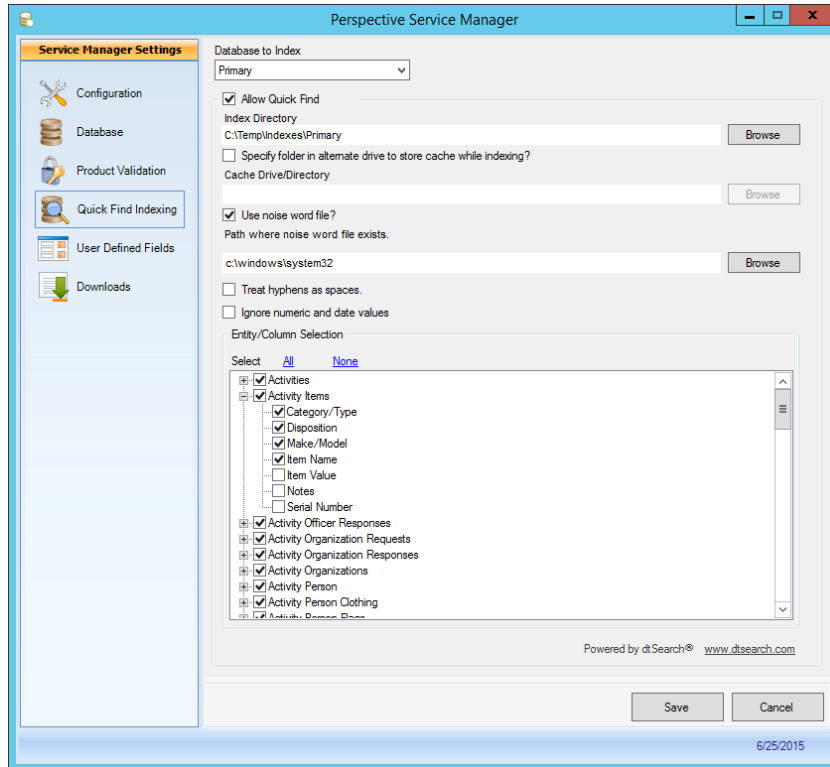 Perspective Service Manager
Service Manager Settings
Configuration
Database
Product Validation
Quick Find Indexing
User Defined Fields
Downloads
Database to Index
Primary
Allow Quick Find
Index Directory
C:\Temp\Indexes\Primary
Browse
Specify folder in alternate drive to store cache while indexing?
Cache Drive/Directory
Browse
Use noise word file?
Path where noise word file exists.
c:\windows\system32
Browse
Treat hyphens as spaces.
Ignore numeric and date values
Entity/Column Selection
Select All None
Activities
Activity Items
Category/Type
Disposition
Make/Model
Item Name
Item Value
Notes
Serial Number
Activity Officer Responses
Activity Organization Requests
Activity Organization Responses
Activity Organizations
Activity Person
Activity Person Clothing
Activity Person Flags
Powered by dtSearch® www.dtsearch.com
Save Cancel
6/25/2015